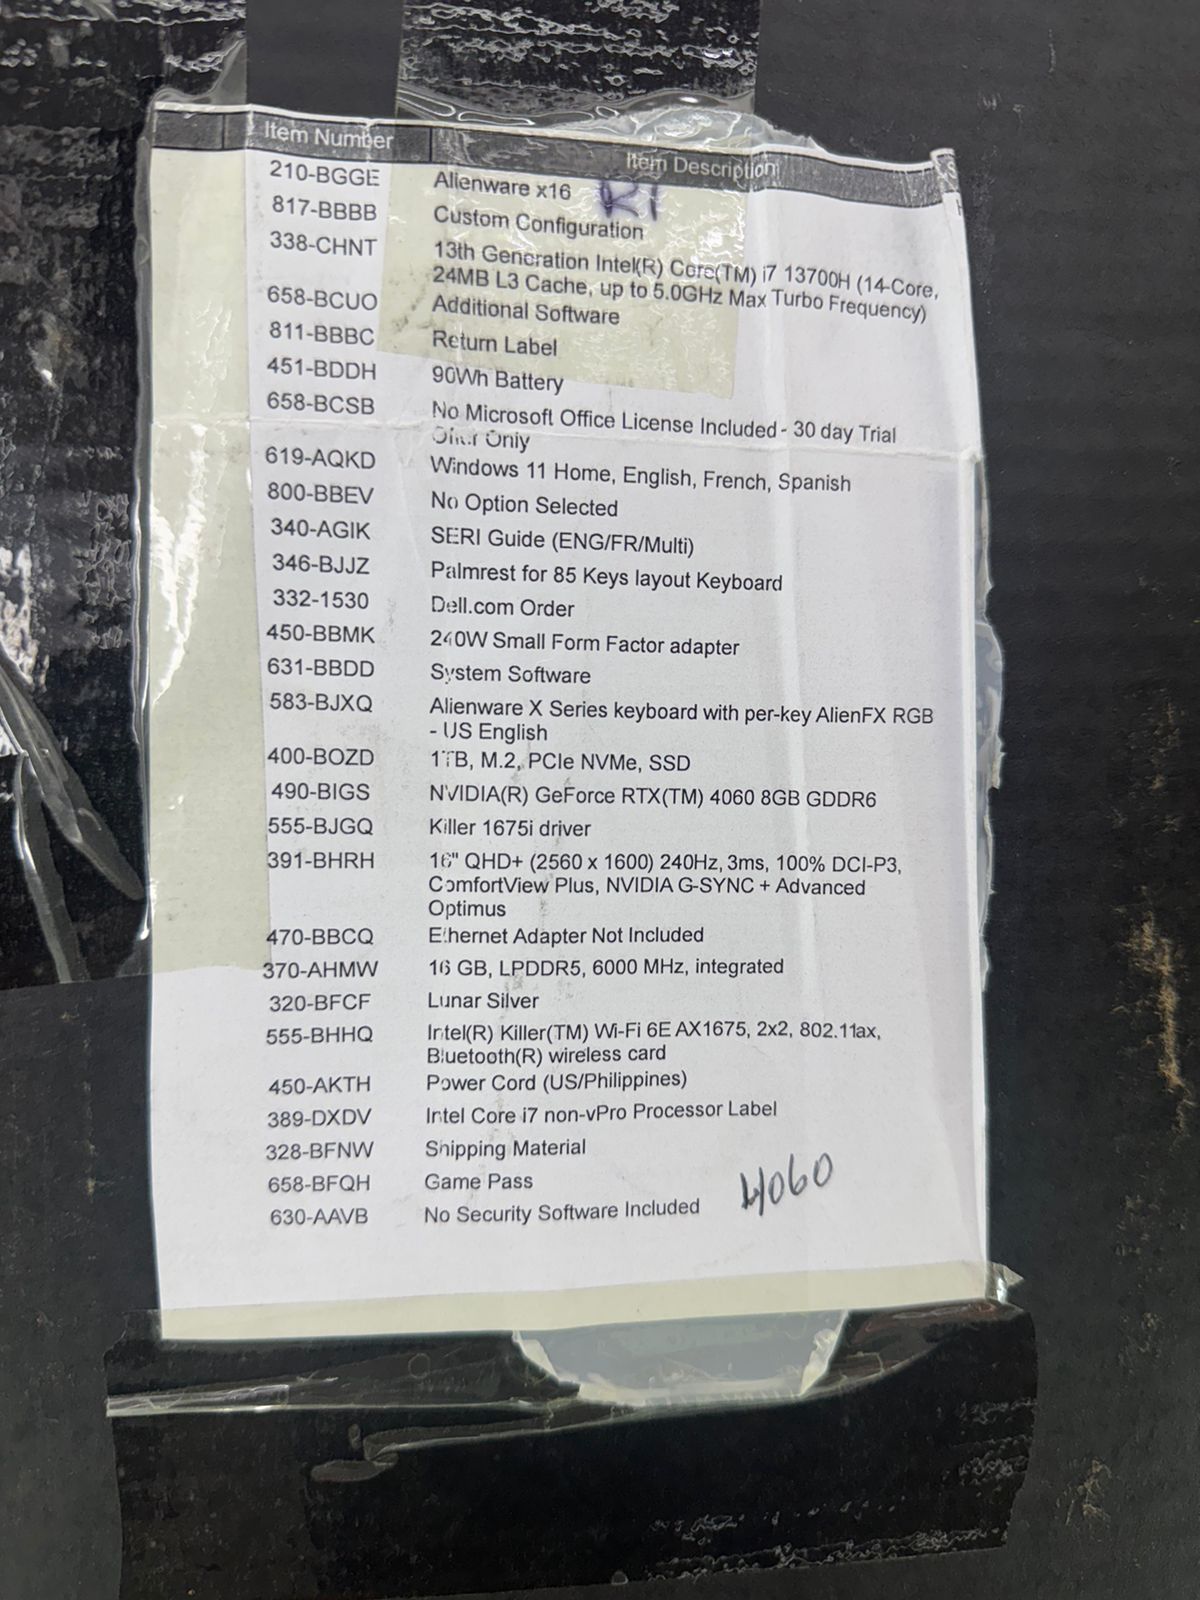 Item Number Item Description
210-BGGE Alienware x16 R1
817-BBBB Custom Configuration
338-CHNT 13th Generation Intel(R) Core(TM) i7 13700H (14-Core,
24MB L3 Cache, up to 5.0GHz Max Turbo Frequency)
658-BCUO Additional Software
811-BBBC Return Label
451-BDDH 90Wh Battery
658-BCSB No Microsoft Office License Included - 30 day Trial
Offer Only
619-AQKD Windows 11 Home, English, French, Spanish
800-BBEV No Option Selected
340-AGIK SERI Guide (ENG/FR/Multi)
346-BJJZ Palmrest for 85 Keys layout Keyboard
332-1530 Dell.com Order
450-BBMK 240W Small Form Factor adapter
631-BBDD System Software
583-BJXQ Alienware X Series keyboard with per-key AlienFX RGB
- US English
400-BOZD 1TB, M.2, PCIe NVMe, SSD
490-BIGS NVIDIA(R) GeForce RTX(TM) 4060 8GB GDDR6
555-BJGQ Killer 1675i driver
391-BHRH 16" QHD+ (2560 x 1600) 240Hz, 3ms, 100% DCI-P3,
ComfortView Plus, NVIDIA G-SYNC + Advanced
Optimus
470-BBCQ Ethernet Adapter Not Included
370-AHMW 16 GB, LPDDR5, 6000 MHz, integrated
320-BFCF Lunar Silver
555-BHHQ Intel(R) Killer(TM) Wi-Fi 6E AX1675, 2x2, 802.11ax,
Bluetooth(R) wireless card
450-AKTH Power Cord (US/Philippines)
389-DXDV Intel Core i7 non-vPro Processor Label
328-BFNW Shipping Material
658-BFQH Game Pass
630-AAVB No Security Software Included
4060